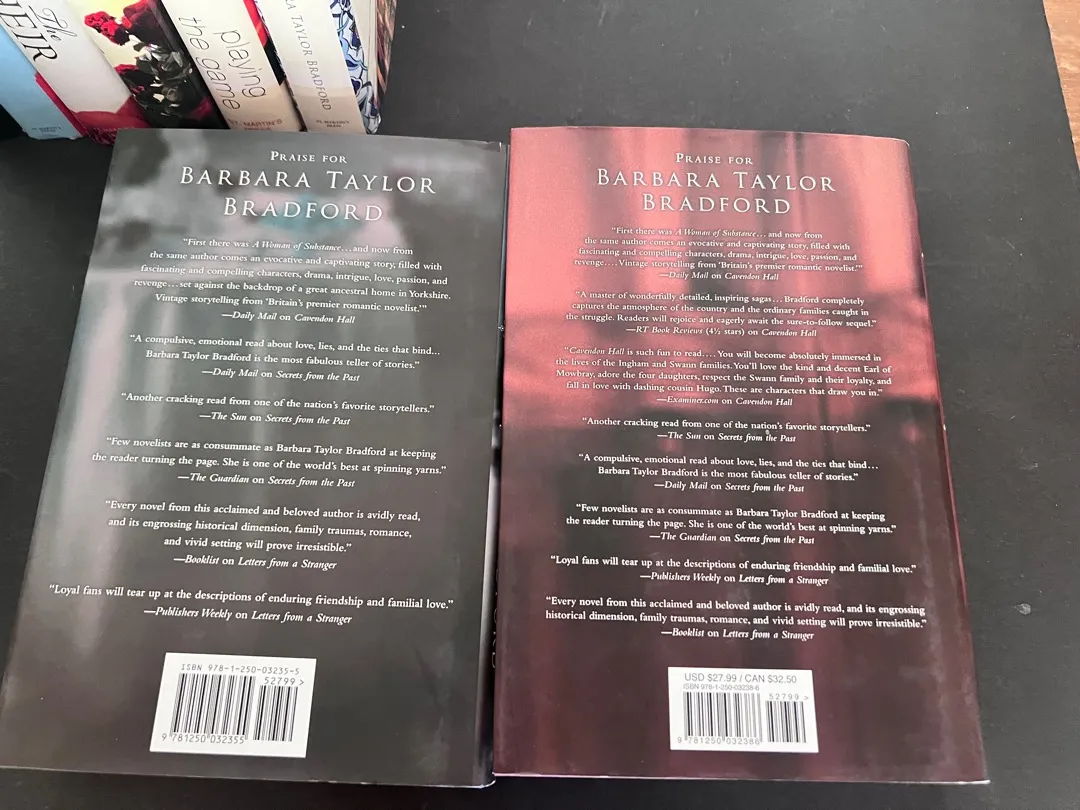 The
HEIR
playing
the game
ST. MARTIN'S
TAYLOR BRADFORD
PRAISE FOR
BARBARA TAYLOR
BRADFORD
"First there was A Woman of Substance...and now from
the same author comes an evocative and captivating story, filled with
fascinating and compelling characters, drama, intrigue, love, passion, and
revenge...set against the backdrop of a great ancestral home in Yorkshire.
Vintage storytelling from 'Britain's premier romantic novelist.'"
—Daily Mail on Cavendon Hall
"A compulsive, emotional read about love, lies, and the ties that bind...
Barbara Taylor Bradford is the most fabulous teller of stories."
—Daily Mail on Secrets from the Past
"Another cracking read from one of the nation's favorite storytellers."
—The Sun on Secrets from the Past
"Few novelists are as consummate as Barbara Taylor Bradford at keeping
the reader turning the page. She is one of the world's best at spinning yarns."
—The Guardian on Secrets from the Past
"Every novel from this acclaimed and beloved author is avidly read,
and its engrossing historical dimension, family traumas, romance,
and vivid setting will prove irresistible."
—Booklist on Letters from a Stranger
"Loyal fans will tear up at the descriptions of enduring friendship and familial love."
—Publishers Weekly on Letters from a Stranger
ISBN 978-1-250-03235-5
52799 >
9 781250 032355
PRAISE FOR
BARBARA TAYLOR
BRADFORD
"First there was A Woman of Substance... and now from
the same author comes an evocative and captivating story, filled with
fascinating and compelling characters, drama, intrigue, love, passion, and
revenge....Vintage storytelling from 'Britain's premier romantic novelist.'"
—Daily Mail on Cavendon Hall
"A master of wonderfully detailed, inspiring sagas...Bradford completely
captures the atmosphere of the country and the ordinary families caught in
the struggle. Readers will rejoice and eagerly await the sure-to-follow sequel."
—RT Book Reviews (4½ stars) on Cavendon Hall
"Cavendon Hall is such fun to read....You will become absolutely immersed in
the lives of the Ingham and Swann families. You'll love the kind and decent Earl of
Mowbray, adore the four daughters, respect the Swann family and their loyalty, and
fall in love with dashing cousin Hugo. These are characters that draw you in."
—Examiner.com on Cavendon Hall
"Another cracking read from one of the nation's favorite storytellers."
—The Sun on Secrets from the Past
"A compulsive, emotional read about love, lies, and the ties that bind...
Barbara Taylor Bradford is the most fabulous teller of stories."
—Daily Mail on Secrets from the Past
"Few novelists are as consummate as Barbara Taylor Bradford at keeping
the reader turning the page. She is one of the world's best at spinning yarns."
—The Guardian on Secrets from the Past
"Loyal fans will tear up at the descriptions of enduring friendship and familial love."
—Publishers Weekly on Letters from a Stranger
"Every novel from this acclaimed and beloved author is avidly read, and its engrossing
historical dimension, family traumas, romance, and vivid setting will prove irresistible."
—Booklist on Letters from a Stranger
USD $27.99 / CAN $32.50
ISBN 978-1-250-03238-6
52799 >
9 781250 032386